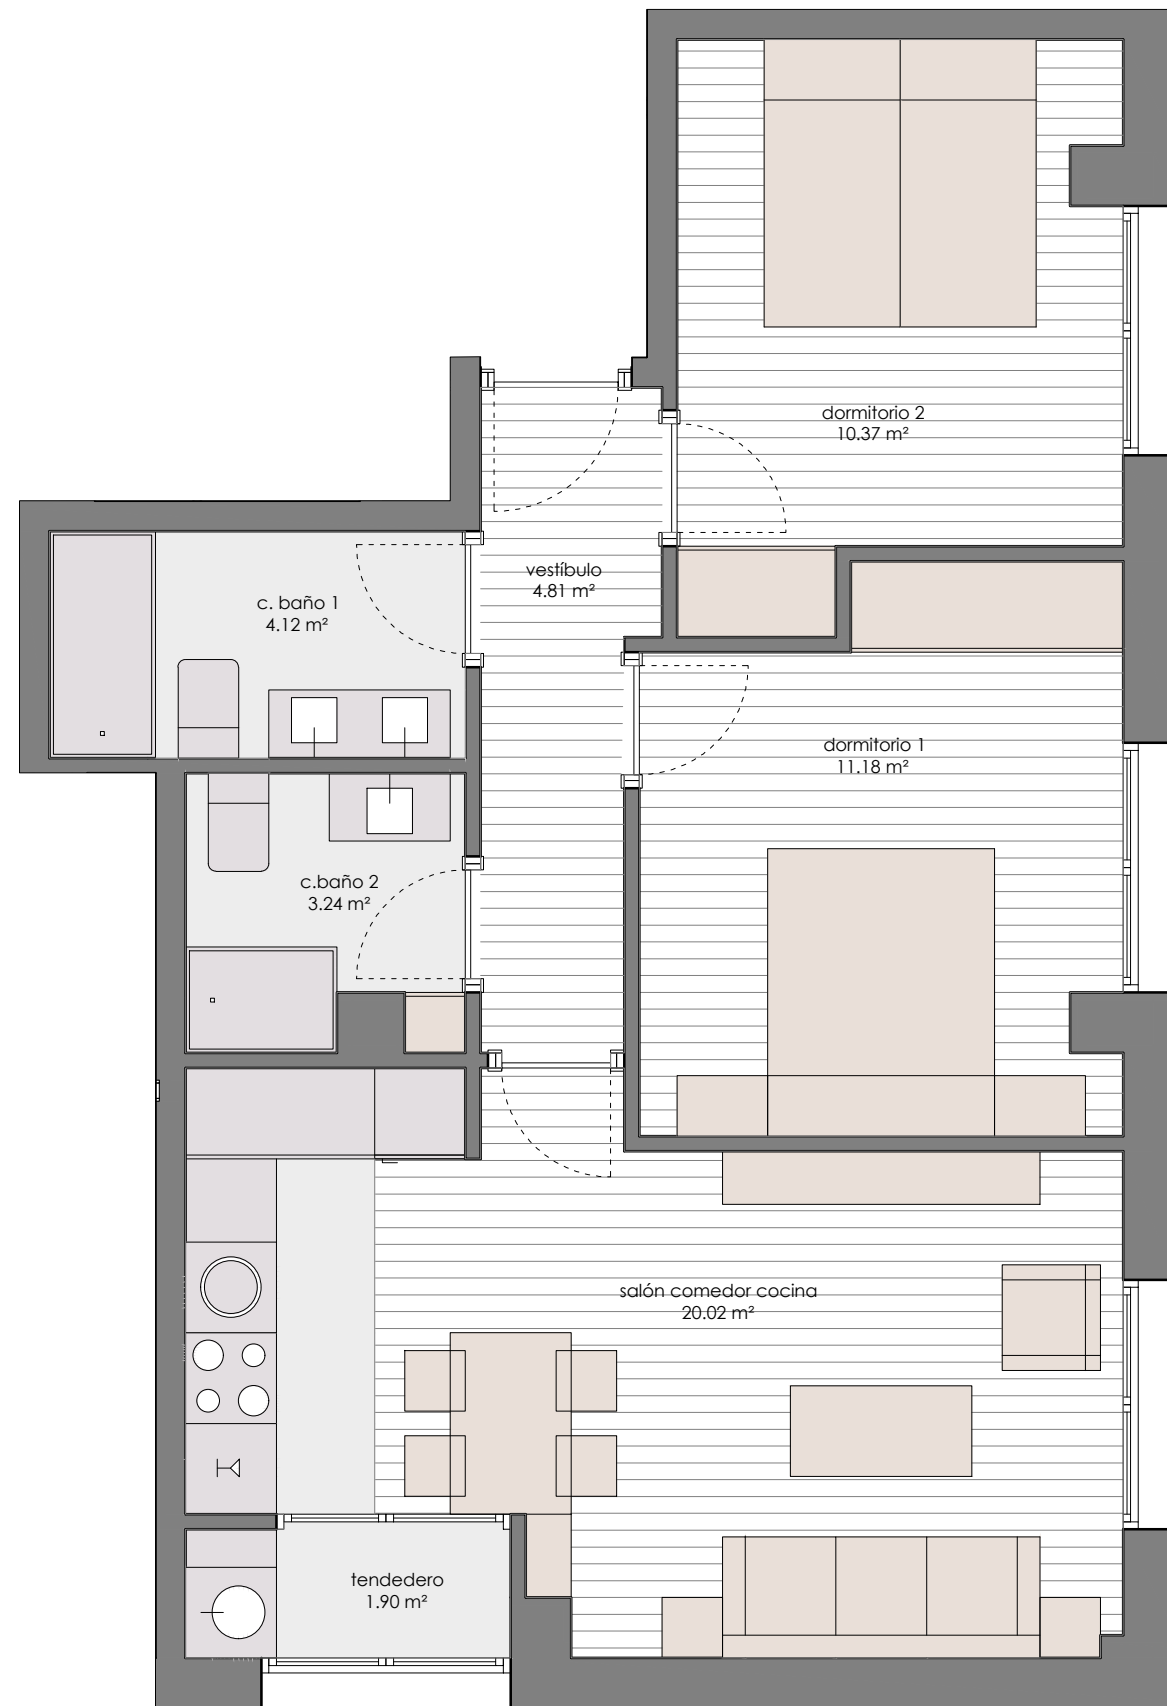 dormitorio 2
10.37 m²
vestíbulo
4.81 m²
c. baño 1
4.12 m²
dormitorio 1
11.18 m²
c.baño 2
3.24 m²
salón comedor cocina
20.02 m²
tendedero
1.90 m²